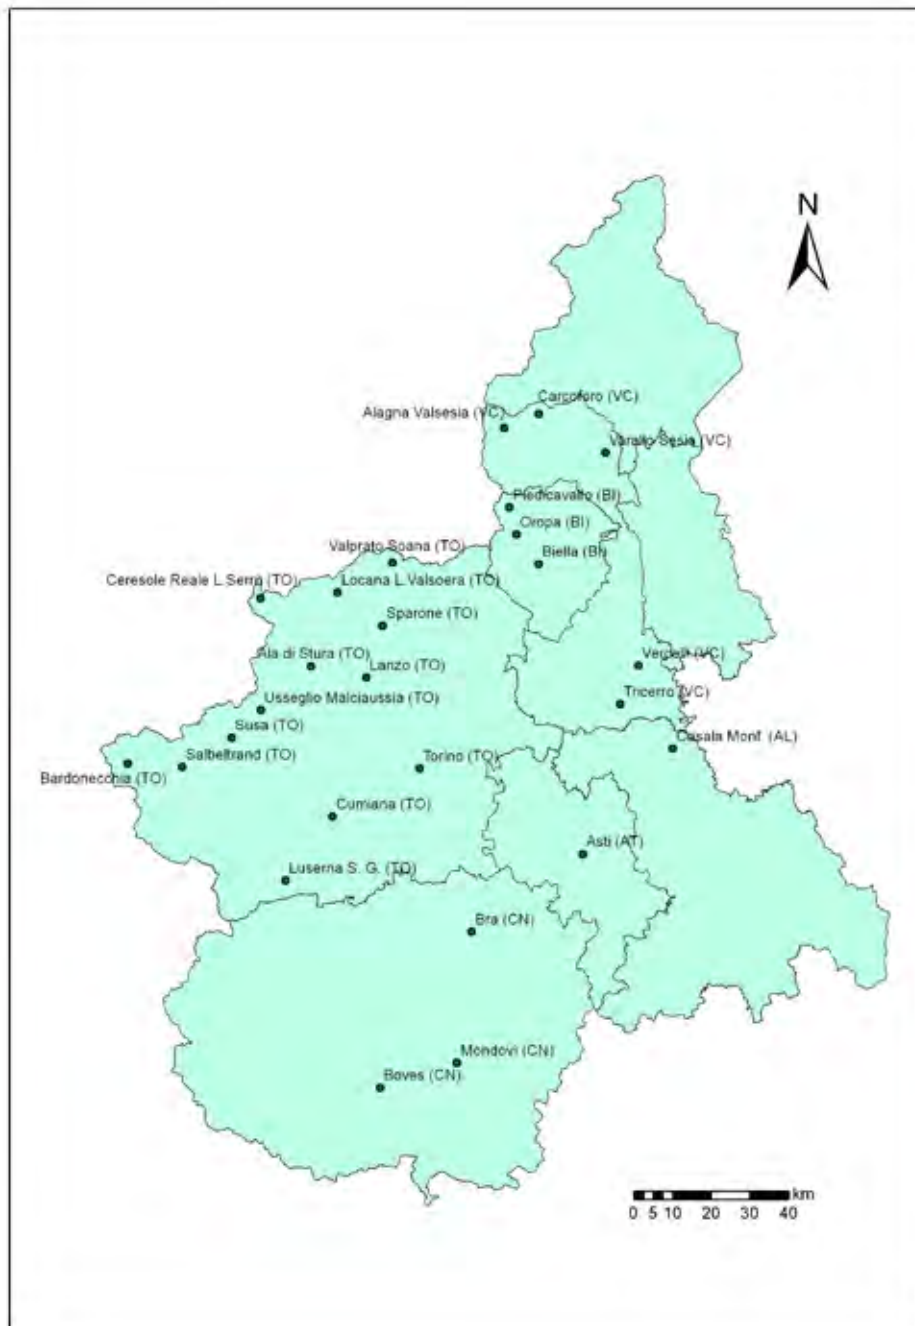 N
Carcoforo (VC)
Alagna Valsesia (VC)
Varallo Sesia (VC)
Piedicavallo (BI)
Oropa (BI)
Valprato Soana (TO)
Biella (BI)
Ceresole Reale L.Serrù (TO)
Locana L.Valsoera (TO)
Sparone (TO)
Ala di Stura (TO)
Vercelli (VC)
Lanzo (TO)
Usseglio Malciaussia (TO)
Tricerro (VC)
Susa (TO)
Casale Monf. (AL)
Salbeltrand (TO)
Torino (TO)
Bardonecchia (TO)
Cumiana (TO)
Asti (AT)
Luserna S. G. (TO)
Bra (CN)
Mondovì (CN)
Boves (CN)
km
0 5 10 20 30 40